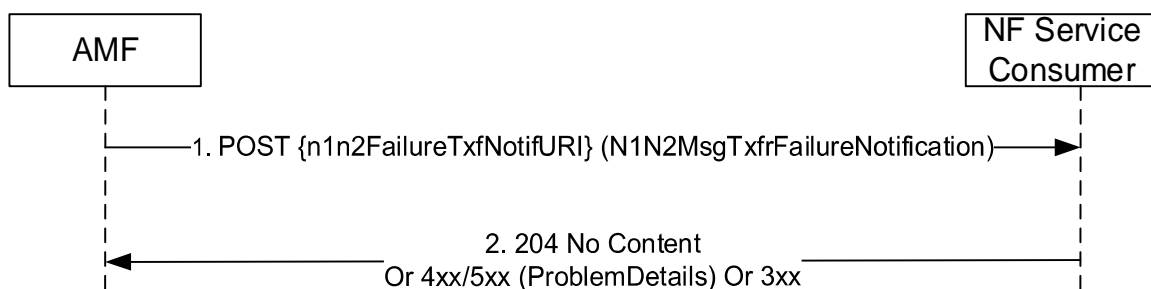 AMF
NF Service
Consumer
1. POST {n1n2FailureTxfNotifURI} (N1N2MsgTxfrFailureNotification)
2. 204 No Content
Or 4xx/5xx (ProblemDetails) Or 3xx